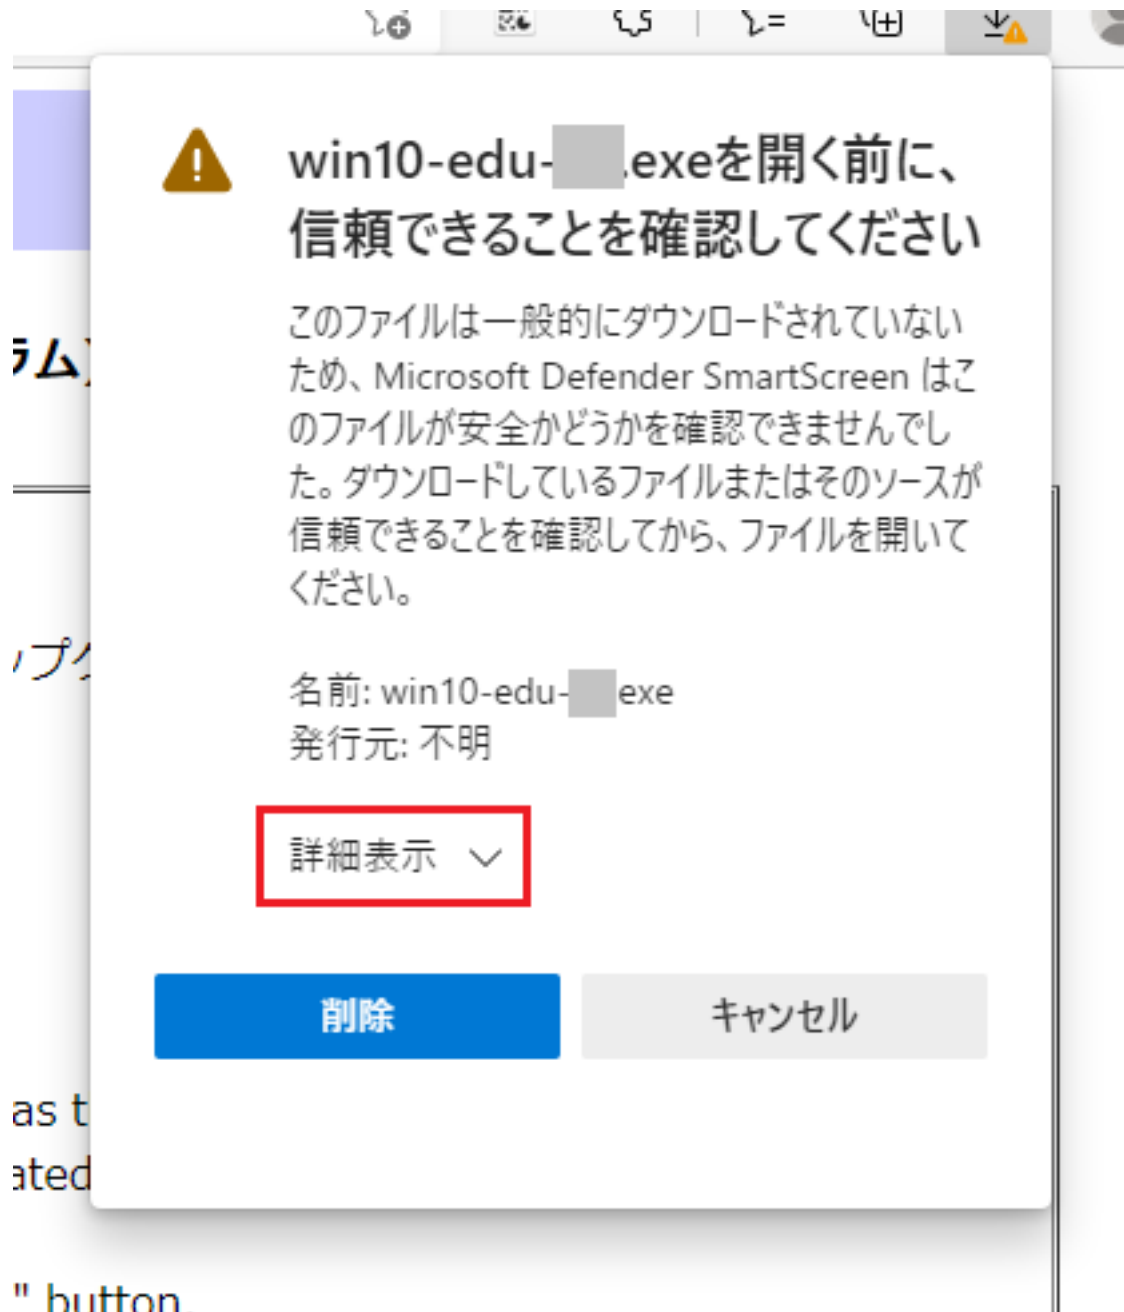 win10-edu- .exeを開く前に、
信頼できることを確認してください
このファイルは一般的にダウンロードされていない
ため、Microsoft Defender SmartScreen はこ
のファイルが安全かどうかを確認できませんでし
た。ダウンロードしているファイルまたはそのソースが
信頼できることを確認してから、ファイルを開いて
ください。
ラム)
ップ
名前: win10-edu- exe
発行元: 不明
詳細表示
削除
キャンセル
as t
ated
" button.